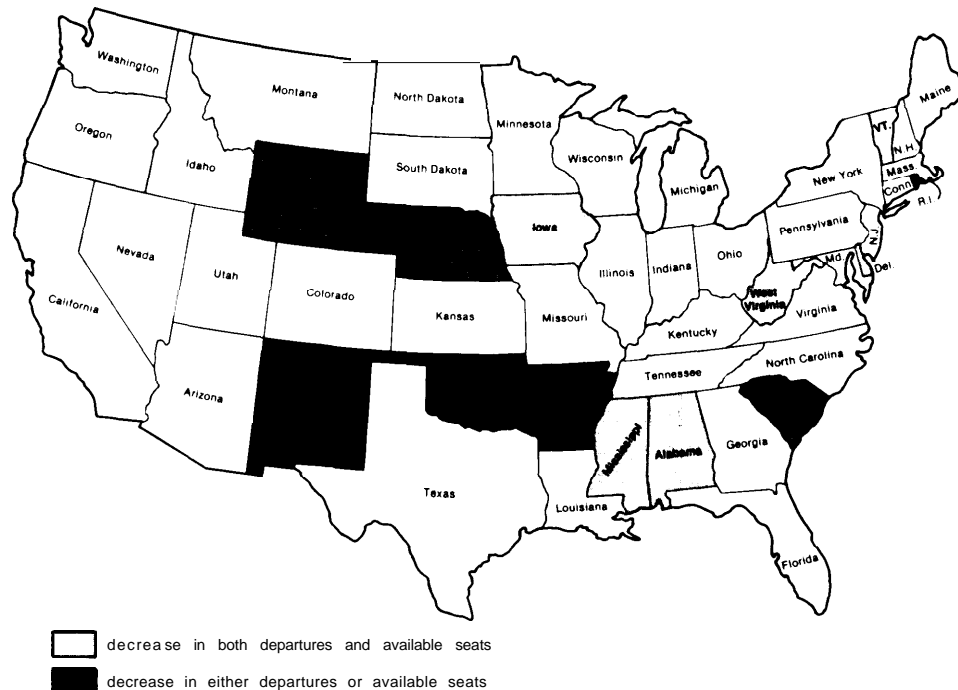 Washington
Montana
North Dakota
Minnesota
Maine
Oregon
Idaho
South Dakota
Wisconsin
Michigan
New York
VT.
N.H.
Mass.
Conn.
R.I.
Nevada
Utah
Colorado
Iowa
Illinois
Indiana
Ohio
Pennsylvania
N.J.
Md.
Del.
California
Kansas
Missouri
West
Virginia
Virginia
Kentucky
Arizona
Tennessee
North Carolina
Texas
Louisiana
Mississippi
Alabama
Georgia
Florida
decrease in both departures and available seats
decrease in either departures or available seats